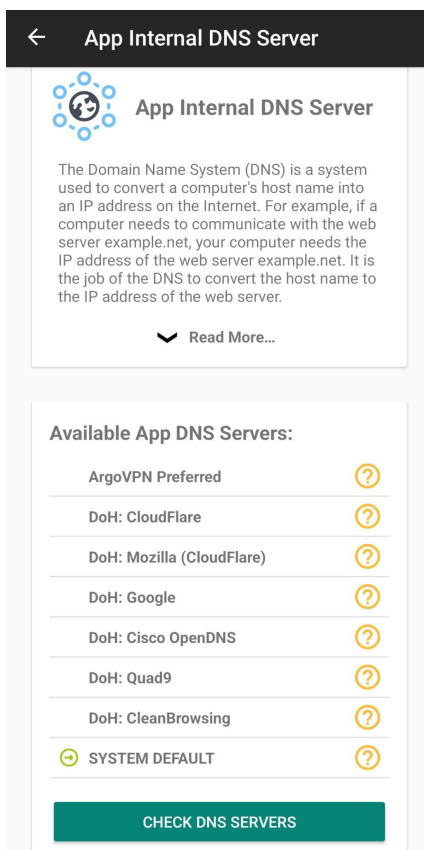 App Internal DNS Server
App Internal DNS Server
The Domain Name System (DNS) is a system
used to convert a computer's host name into
an IP address on the Internet. For example, if a
computer needs to communicate with the web
server example.net, your computer needs the
IP address of the web server example.net. It is
the job of the DNS to convert the host name to
the IP address of the web server.
Read More...
Available App DNS Servers:
ArgoVPN Preferred
DoH: CloudFlare
DoH: Mozilla (CloudFlare)
DoH: Google
DoH: Cisco OpenDNS
DoH: Quad9
DoH: CleanBrowsing
SYSTEM DEFAULT
CHECK DNS SERVERS